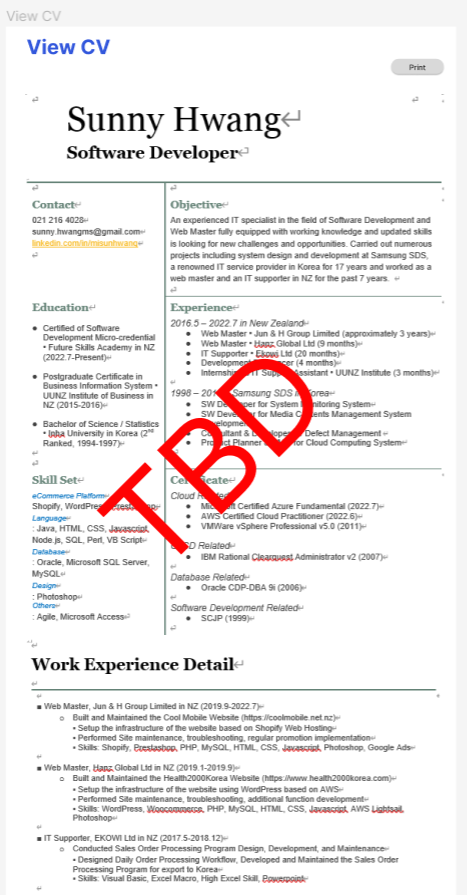 View CV
View CV
Print
Sunny Hwang
Software Developer
Contact
021 216 4028
sunny.hwangms@gmail.com
linkedin.com/in/misunhwang
Objective
An experienced IT specialist in the field of Software Development and
Web Master fully equipped with working knowledge and updated skills
is looking for new challenges and opportunities. Carried out numerous
projects including system design and development at Samsung SDS,
a renowned IT service provider in Korea for 17 years and worked as a
web master and an IT supporter in NZ for the past 7 years.
Education
● Certified of Software
Development Micro-credential
• Future Skills Academy in NZ
(2022.7-Present)
● Postgraduate Certificate in
Business Information System •
UUNZ Institute of Business in
NZ (2015-2016)
● Bachelor of Science / Statistics
• Inha University in Korea (2nd
Ranked, 1994-1997)
Experience
2016.5 – 2022.7 in New Zealand
● Web Master • Jun & H Group Limited (approximately 3 years)
● Web Master • Hanz Global Ltd (9 months)
● IT Supporter • Ekowi Ltd (20 months)
● Development (4 months)
● Internship Assistant • UUNZ Institute (3 months)
1998 – Samsung SDS in Korea
● SW Developer for System Monitoring System
● SW Developer for Media Contents Management System
● Defect Management
● Product Planner for Cloud Computing System
TBD
Skill Set
eCommerce Platform
Shopify, WordPress, Prestashop
Language
: Java, HTML, CSS, Javascript,
Node.js, SQL, Perl, VB Script
Database
: Oracle, Microsoft SQL Server,
MySQL
Design
: Photoshop
Others
: Agile, Microsoft Access
Certificate
Cloud Related
● Microsoft Certified Azure Fundamental (2022.7)
● AWS Certified Cloud Practitioner (2022.6)
● VMWare vSphere Professional v5.0 (2011)
Related
● IBM Rational Clearquest Administrator v2 (2007)
Database Related
● Oracle CDP-DBA 9i (2006)
Software Development Related
● SCJP (1999)
Work Experience Detail
■ Web Master, Jun & H Group Limited in NZ (2019.9-2022.7)
o Built and Maintained the Cool Mobile Website (https://coolmobile.net.nz)
• Setup the infrastructure of the website based on Shopify Web Hosting
• Performed Site maintenance, troubleshooting, regular promotion implementation
• Skills: Shopify, Prestashop, PHP, MySQL, HTML, CSS, Javascript, Photoshop, Google Ads
■ Web Master, Hanz Global Ltd in NZ (2019.1-2019.9)
o Built and Maintained the Health2000Korea Website (https://www.health2000korea.com)
• Setup the infrastructure of the website using WordPress based on AWS
• Performed Site maintenance, troubleshooting, additional function development
• Skills: WordPress, Woocommerce, PHP, MySQL, HTML, CSS, Javascript, AWS Lightsail,
Photoshop
■ IT Supporter, EKOWI Ltd in NZ (2017.5-2018.12)
o Conducted Sales Order Processing Program Design, Development, and Maintenance
• Designed Daily Order Processing Workflow, Developed and Maintained the Sales Order
Processing Program for export to Korea
• Skills: Visual Basic, Excel Macro, High Excel Skill, Powerpoint